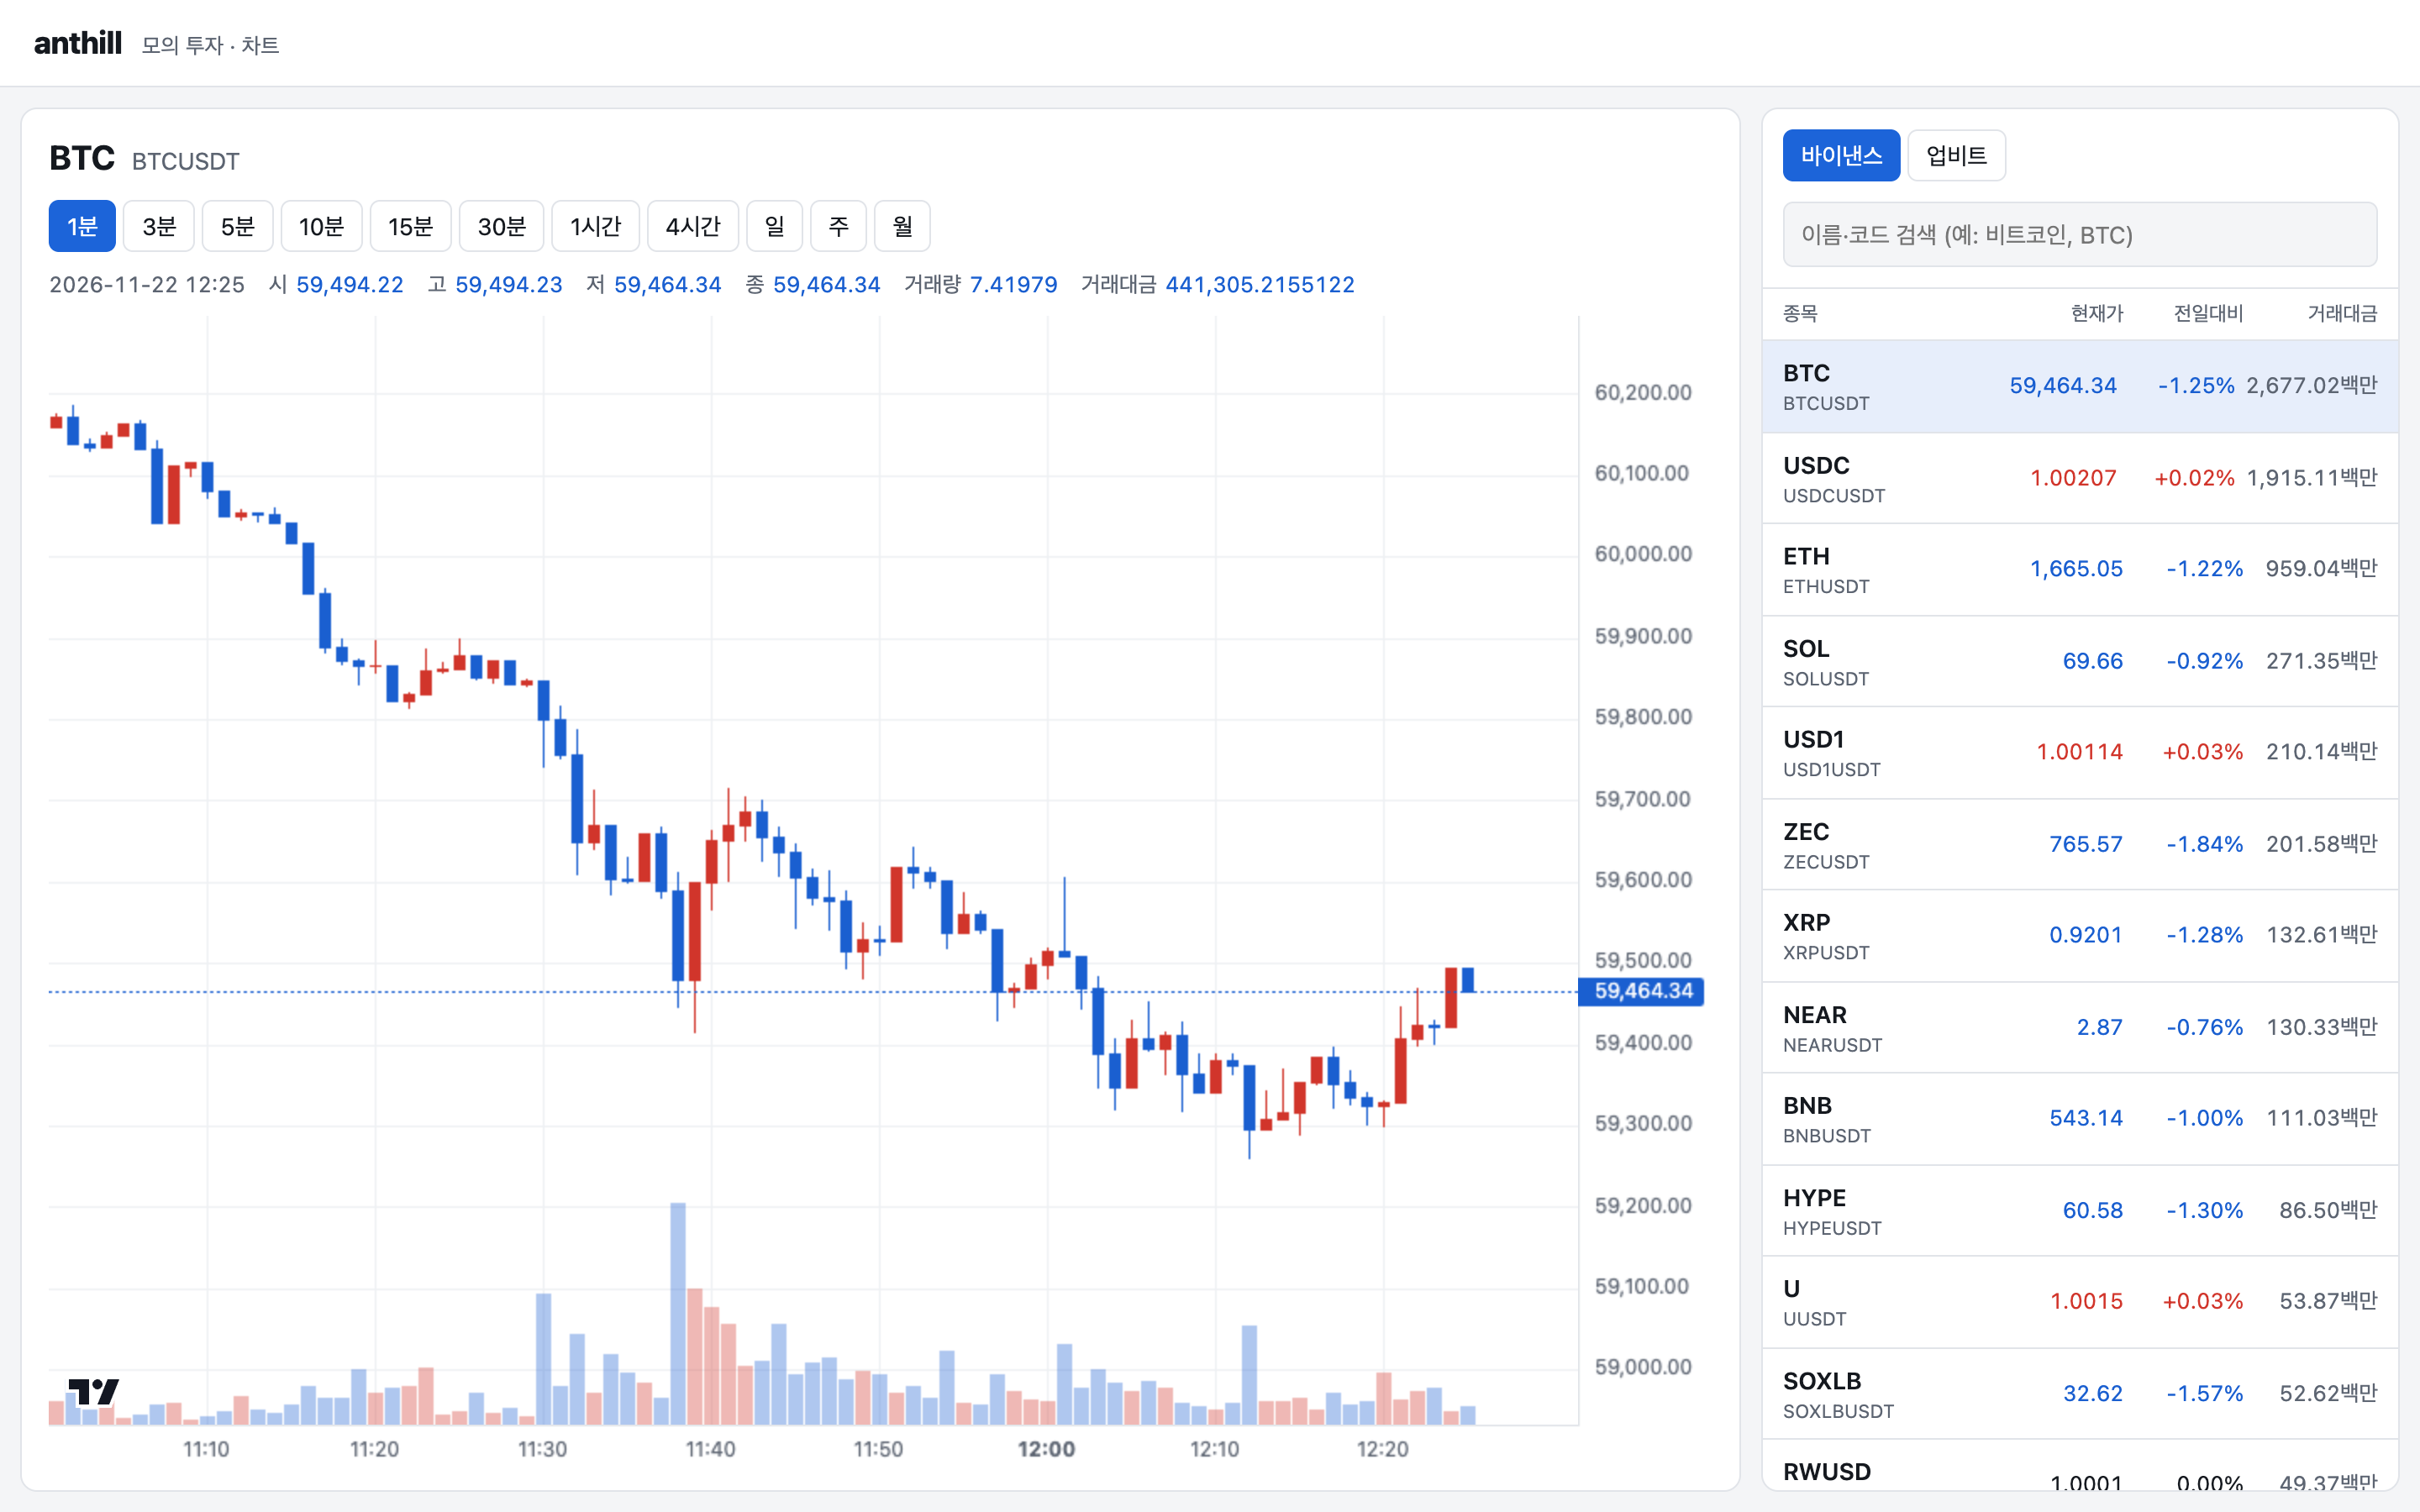 anthill 모의 투자 · 차트
BTC BTCUSDT
1분 3분 5분 10분 15분 30분 1시간 4시간 일 주 월
2026-11-22 12:25 시 59,494.22 고 59,494.23 저 59,464.34 종 59,464.34 거래량 7.41979 거래대금 441,305.2155122
60,200.00
60,100.00
60,000.00
59,900.00
59,800.00
59,700.00
59,600.00
59,500.00
59,464.34
59,400.00
59,300.00
59,200.00
59,100.00
59,000.00
11:10 11:20 11:30 11:40 11:50 12:00 12:10 12:20
바이낸스 업비트
이름·코드 검색 (예: 비트코인, BTC)
종목 현재가 전일대비 거래대금
BTC 59,464.34 -1.25% 2,677.02백만
BTCUSDT
USDC 1.00207 +0.02% 1,915.11백만
USDCUSDT
ETH 1,665.05 -1.22% 959.04백만
ETHUSDT
SOL 69.66 -0.92% 271.35백만
SOLUSDT
USD1 1.00114 +0.03% 210.14백만
USD1USDT
ZEC 765.57 -1.84% 201.58백만
ZECUSDT
XRP 0.9201 -1.28% 132.61백만
XRPUSDT
NEAR 2.87 -0.76% 130.33백만
NEARUSDT
BNB 543.14 -1.00% 111.03백만
BNBUSDT
HYPE 60.58 -1.30% 86.50백만
HYPEUSDT
U 1.0015 +0.03% 53.87백만
UUSDT
SOXLB 32.62 -1.57% 52.62백만
SOXLBUSDT
RWUSD 1.0001 0.00% 49.37백만